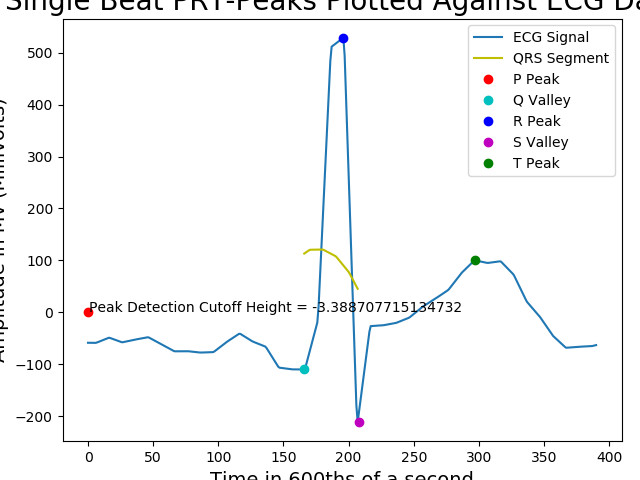 Single Beat PRT-Peaks Plotted Against ECG Da
ECG Signal
QRS Segment
P Peak
Q Valley
R Peak
S Valley
T Peak
Peak Detection Cutoff Height = -3.388707715134732
Amplitude in MV (Millivolts)
500
400
300
200
100
0
−100
−200
0
50
100
150
200
250
300
350
400
Time in 600ths of a second